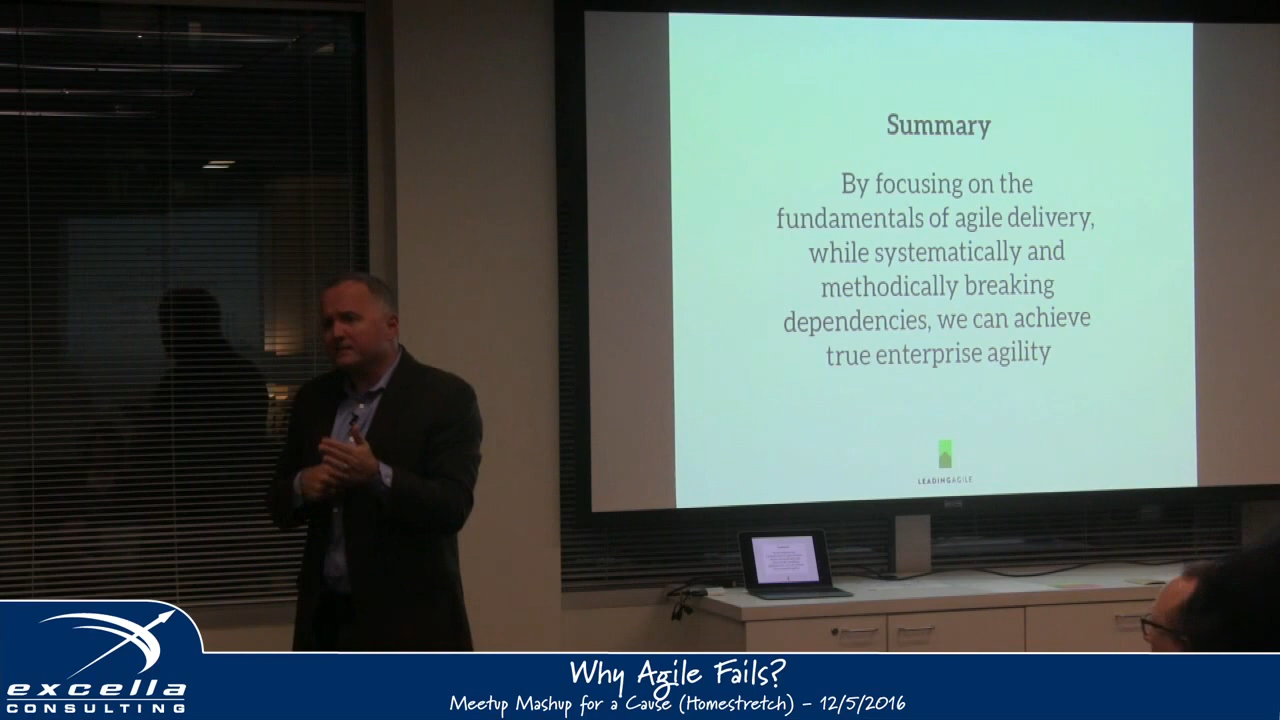 Summary
By focusing on the
fundamentals of agile delivery,
while systematically and
methodically breaking
dependencies, we can achieve
true enterprise agility
LEADINGAGILE
excella
CONSULTING
Why Agile Fails?
Meetup Mashup for a Cause (Homestretch) - 12/5/2016